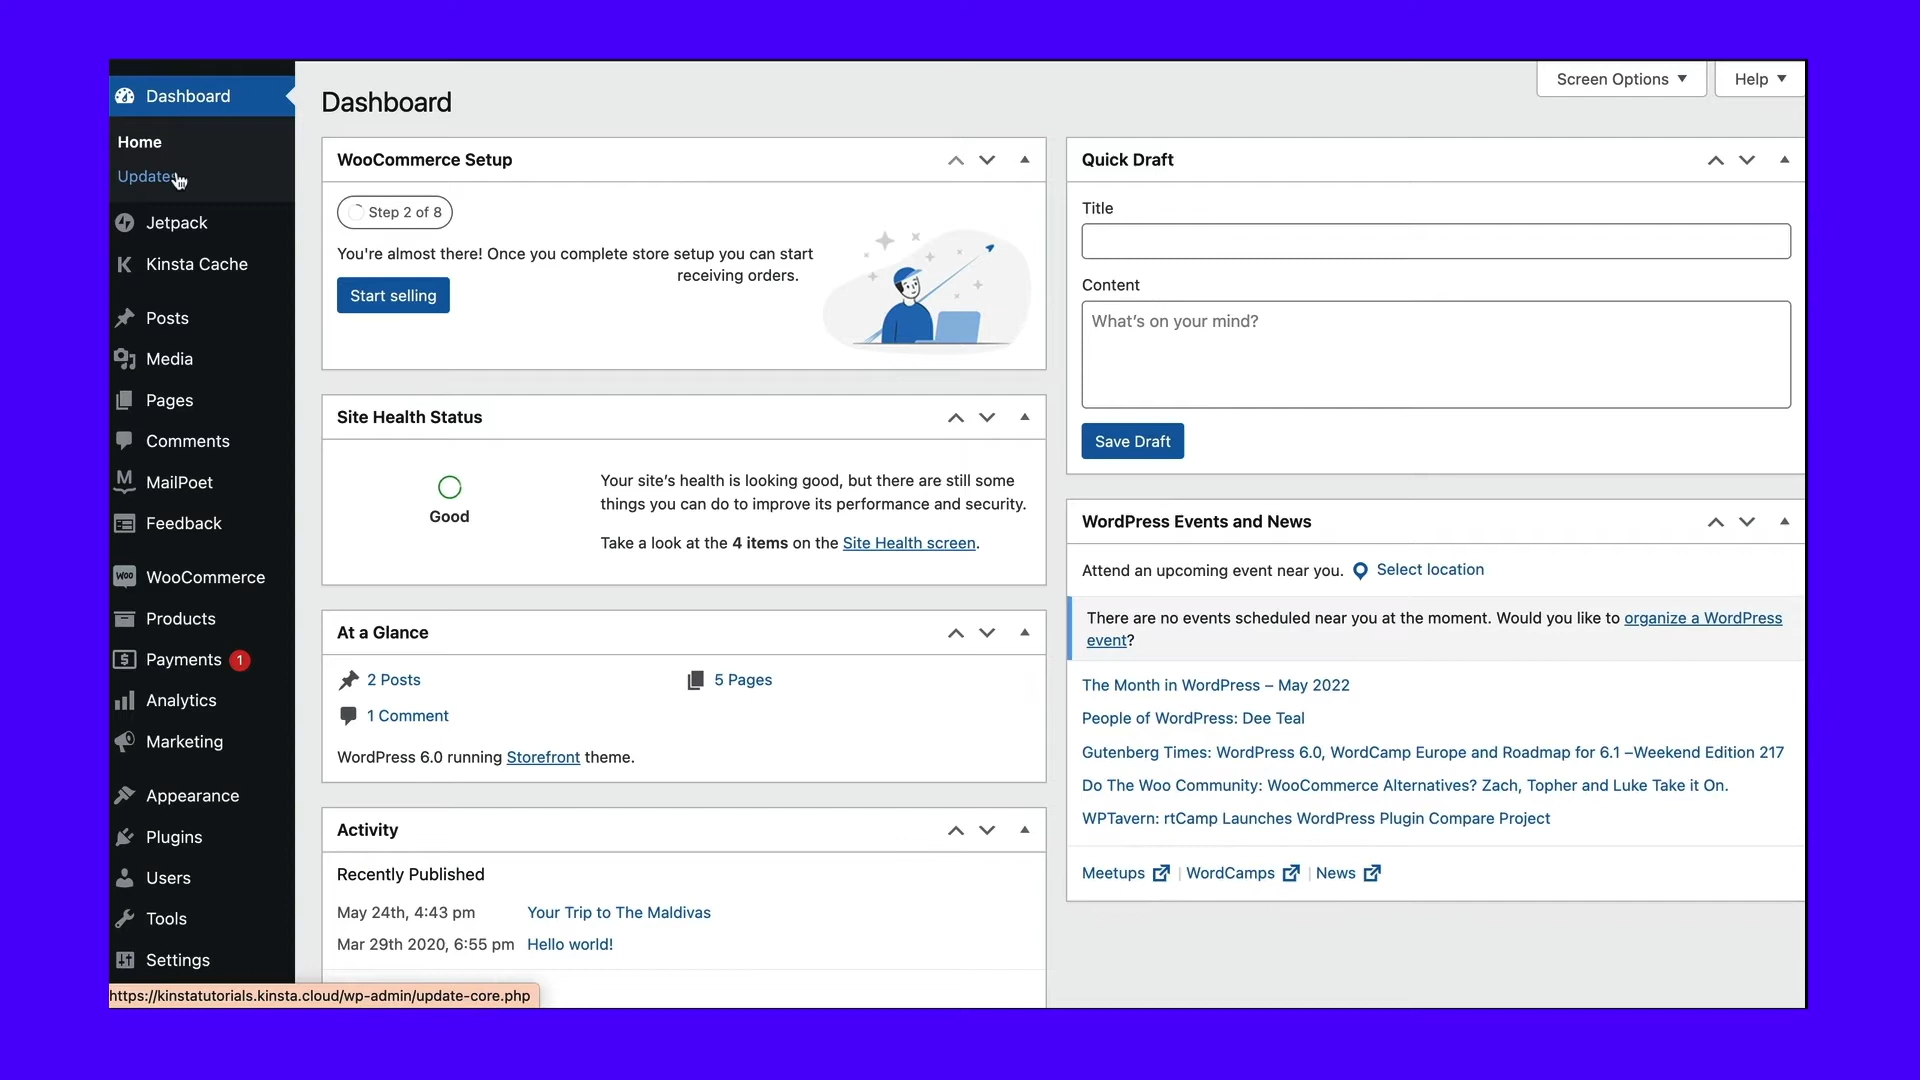 Dashboard
Home
Updates
Jetpack
Kinsta Cache
Posts
Media
Pages
Comments
MailPoet
Feedback
WooCommerce
Products
Payments 1
Analytics
Marketing
Appearance
Plugins
Users
Tools
Settings
https://kinstatutorials.kinsta.cloud/wp-admin/update-core.php
Screen Options
Help
Dashboard
WooCommerce Setup
Step 2 of 8
You're almost there! Once you complete store setup you can start
receiving orders.
Start selling
Site Health Status
Good
Your site’s health is looking good, but there are still some
things you can do to improve its performance and security.
Take a look at the 4 items on the Site Health screen.
At a Glance
2 Posts
5 Pages
1 Comment
WordPress 6.0 running Storefront theme.
Activity
Recently Published
May 24th, 4:43 pm Your Trip to The Maldivas
Mar 29th 2020, 6:55 pm Hello world!
Quick Draft
Title
Content
What’s on your mind?
Save Draft
WordPress Events and News
Attend an upcoming event near you. Select location
There are no events scheduled near you at the moment. Would you like to organize a WordPress
event?
The Month in WordPress – May 2022
People of WordPress: Dee Teal
Gutenberg Times: WordPress 6.0, WordCamp Europe and Roadmap for 6.1 –Weekend Edition 217
Do The Woo Community: WooCommerce Alternatives? Zach, Topher and Luke Take it On.
WPTavern: rtCamp Launches WordPress Plugin Compare Project
Meetups | WordCamps | News